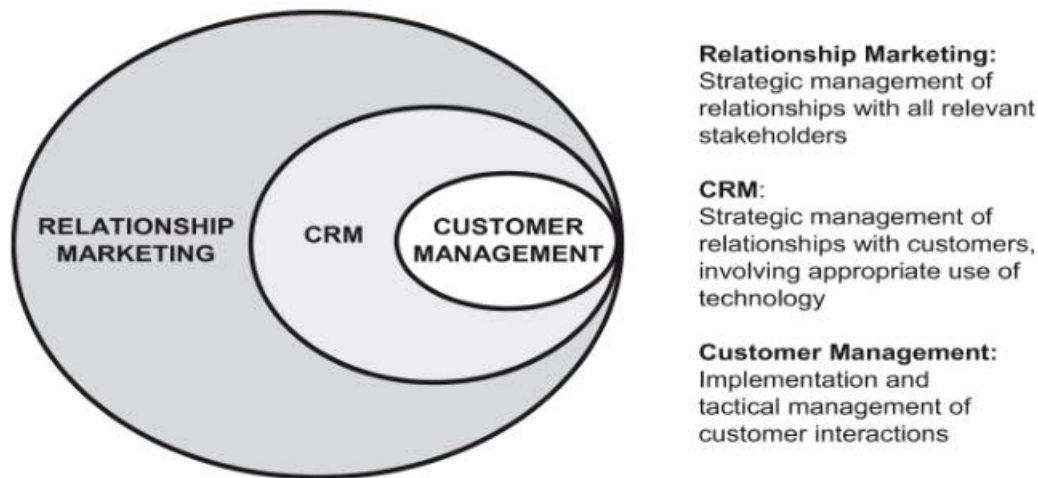 RELATIONSHIP
MARKETING
CRM
CUSTOMER
MANAGEMENT
Relationship Marketing:
Strategic management of
relationships with all relevant
stakeholders
CRM:
Strategic management of
relationships with customers,
involving appropriate use of
technology
Customer Management:
Implementation and
tactical management of
customer interactions